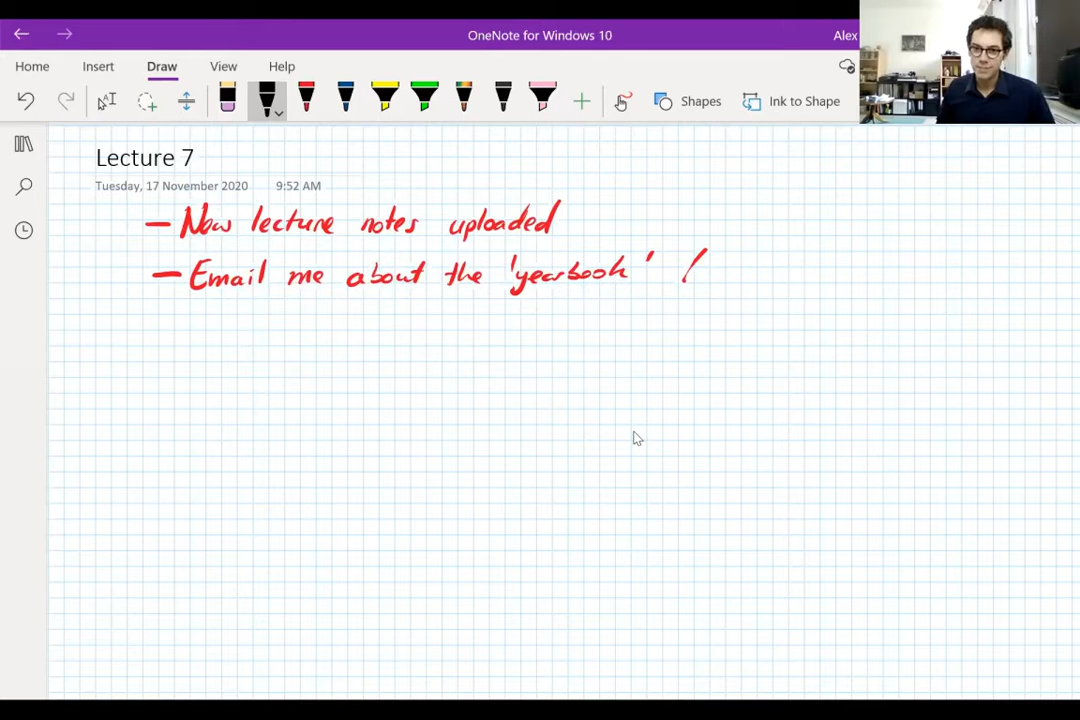 OneNote for Windows 10
Alex
Home Insert Draw View Help
Shapes Ink to Shape
Lecture 7
Tuesday, 17 November 2020 9:52 AM
– New lecture notes uploaded
– Email me about the 'yearbook' (